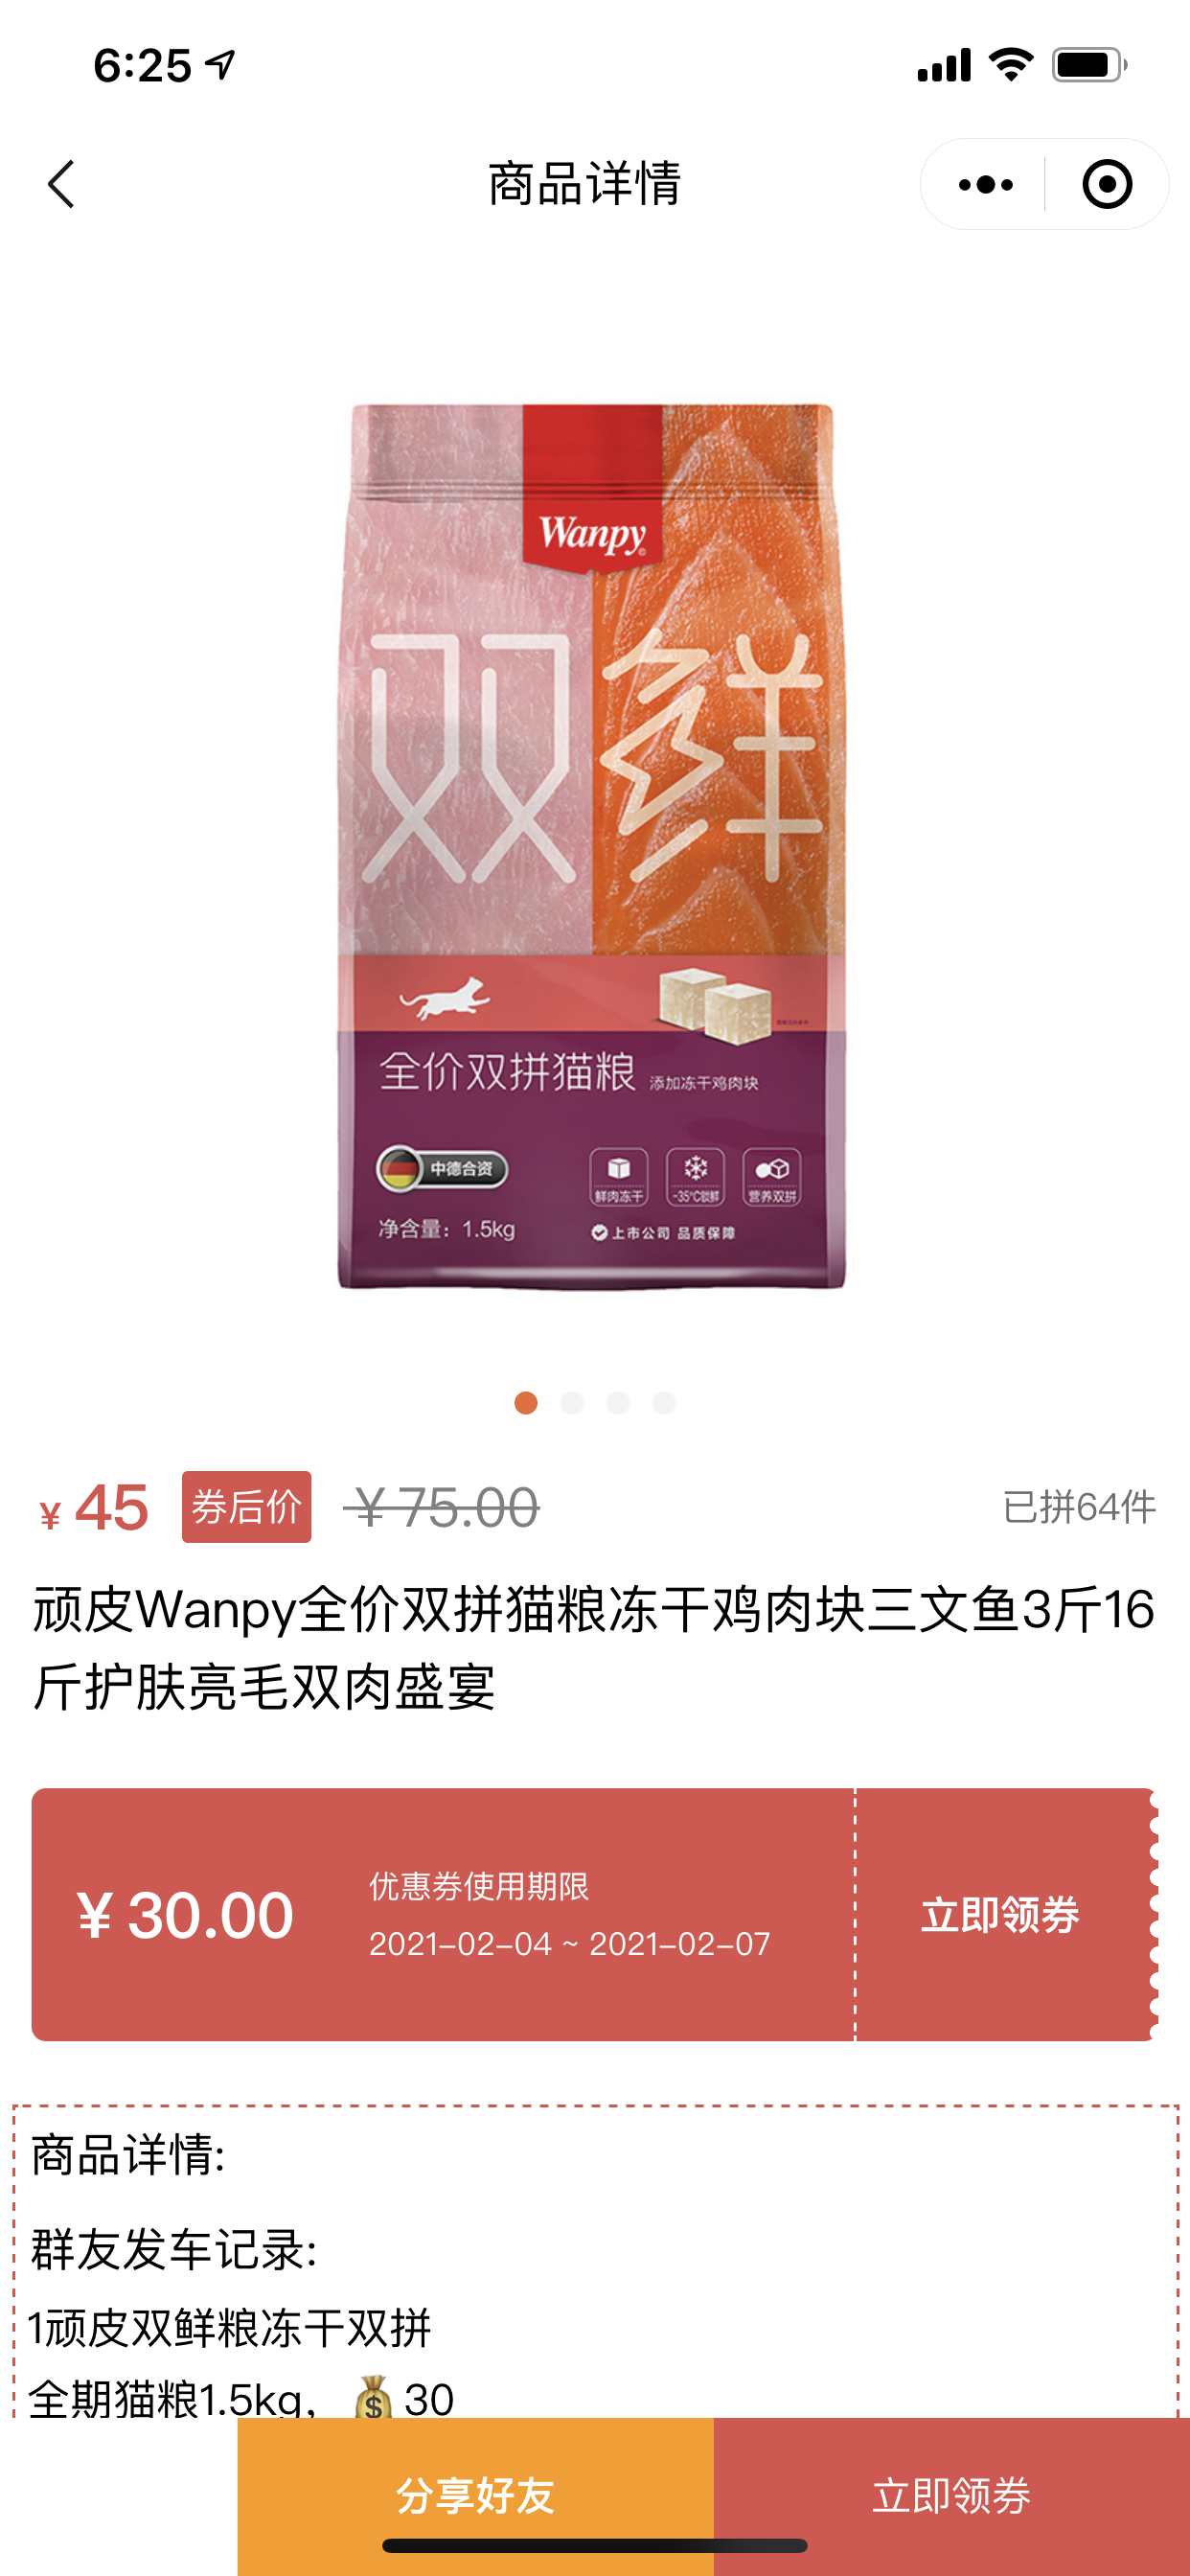 6:25
商品详情
Wanpy
双鲜
全价双拼猫粮 添加冻干鸡肉块
中德合资
鲜肉冻干 -35°C锁鲜 营养双拼
净含量：1.5kg
上市公司 品质保障
¥ 45 券后价 ¥ 75.00 已拼64件
顽皮Wanpy全价双拼猫粮冻干鸡肉块三文鱼3斤16
斤护肤亮毛双肉盛宴
¥ 30.00
优惠券使用期限
2021-02-04 ~ 2021-02-07
立即领券
商品详情:
群友发车记录:
1顽皮双鲜粮冻干双拼
全期猫粮1.5kg，💰30
分享好友 立即领券